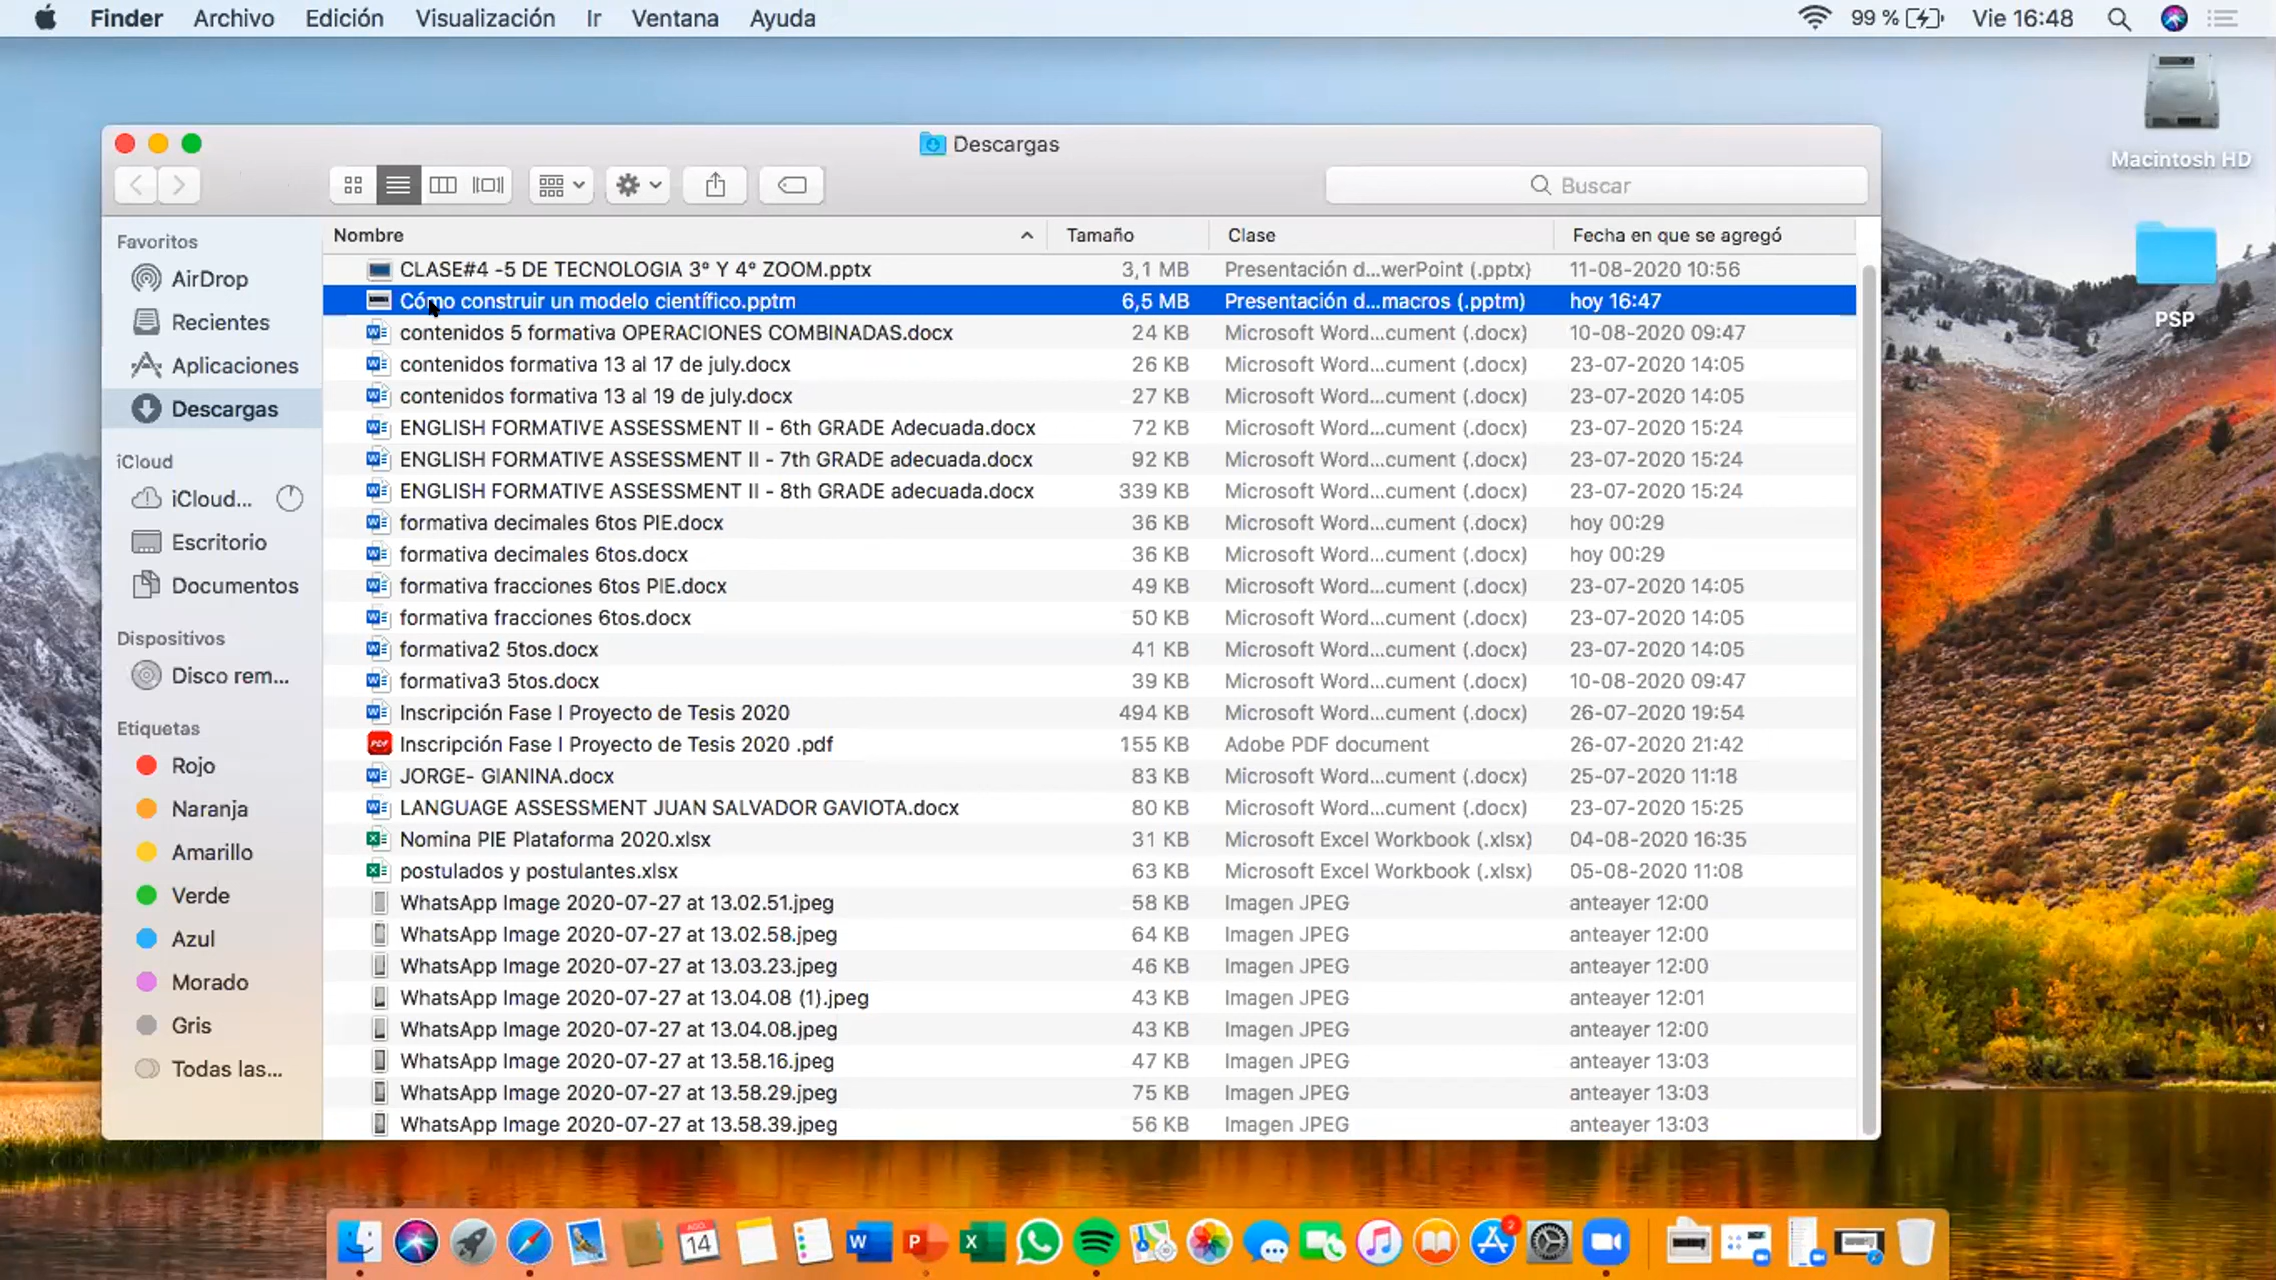 Finder Archivo Edición Visualización Ir Ventana Ayuda 99 % Vie 16:48
Macintosh HD
PSP
Descargas
Buscar
Favoritos
AirDrop
Recientes
Aplicaciones
Descargas
iCloud
iCloud...
Escritorio
Documentos
Dispositivos
Disco rem...
Etiquetas
Rojo
Naranja
Amarillo
Verde
Azul
Morado
Gris
Todas las...
Nombre Tamaño Clase Fecha en que se agregó
CLASE#4 -5 DE TECNOLOGIA 3° Y 4° ZOOM.pptx 3,1 MB Presentación d...werPoint (.pptx) 11-08-2020 10:56
Cómo construir un modelo científico.pptm 6,5 MB Presentación d...macros (.pptm) hoy 16:47
contenidos 5 formativa OPERACIONES COMBINADAS.docx 24 KB Microsoft Word...cument (.docx) 10-08-2020 09:47
contenidos formativa 13 al 17 de july.docx 26 KB Microsoft Word...cument (.docx) 23-07-2020 14:05
contenidos formativa 13 al 19 de july.docx 27 KB Microsoft Word...cument (.docx) 23-07-2020 14:05
ENGLISH FORMATIVE ASSESSMENT II - 6th GRADE Adecuada.docx 72 KB Microsoft Word...cument (.docx) 23-07-2020 15:24
ENGLISH FORMATIVE ASSESSMENT II - 7th GRADE adecuada.docx 92 KB Microsoft Word...cument (.docx) 23-07-2020 15:24
ENGLISH FORMATIVE ASSESSMENT II - 8th GRADE adecuada.docx 339 KB Microsoft Word...cument (.docx) 23-07-2020 15:24
formativa decimales 6tos PIE.docx 36 KB Microsoft Word...cument (.docx) hoy 00:29
formativa decimales 6tos.docx 36 KB Microsoft Word...cument (.docx) hoy 00:29
formativa fracciones 6tos PIE.docx 49 KB Microsoft Word...cument (.docx) 23-07-2020 14:05
formativa fracciones 6tos.docx 50 KB Microsoft Word...cument (.docx) 23-07-2020 14:05
formativa2 5tos.docx 41 KB Microsoft Word...cument (.docx) 23-07-2020 14:05
formativa3 5tos.docx 39 KB Microsoft Word...cument (.docx) 10-08-2020 09:47
Inscripción Fase I Proyecto de Tesis 2020 494 KB Microsoft Word...cument (.docx) 26-07-2020 19:54
Inscripción Fase I Proyecto de Tesis 2020 .pdf 155 KB Adobe PDF document 26-07-2020 21:42
JORGE- GIANINA.docx 83 KB Microsoft Word...cument (.docx) 25-07-2020 11:18
LANGUAGE ASSESSMENT JUAN SALVADOR GAVIOTA.docx 80 KB Microsoft Word...cument (.docx) 23-07-2020 15:25
Nomina PIE Plataforma 2020.xlsx 31 KB Microsoft Excel Workbook (.xlsx) 04-08-2020 16:35
postulados y postulantes.xlsx 63 KB Microsoft Excel Workbook (.xlsx) 05-08-2020 11:08
WhatsApp Image 2020-07-27 at 13.02.51.jpeg 58 KB Imagen JPEG anteayer 12:00
WhatsApp Image 2020-07-27 at 13.02.58.jpeg 64 KB Imagen JPEG anteayer 12:00
WhatsApp Image 2020-07-27 at 13.03.23.jpeg 46 KB Imagen JPEG anteayer 12:00
WhatsApp Image 2020-07-27 at 13.04.08 (1).jpeg 43 KB Imagen JPEG anteayer 12:01
WhatsApp Image 2020-07-27 at 13.04.08.jpeg 43 KB Imagen JPEG anteayer 12:00
WhatsApp Image 2020-07-27 at 13.58.16.jpeg 47 KB Imagen JPEG anteayer 13:03
WhatsApp Image 2020-07-27 at 13.58.29.jpeg 75 KB Imagen JPEG anteayer 13:03
WhatsApp Image 2020-07-27 at 13.58.39.jpeg 56 KB Imagen JPEG anteayer 13:03
AGO.
14
W
P
X
2